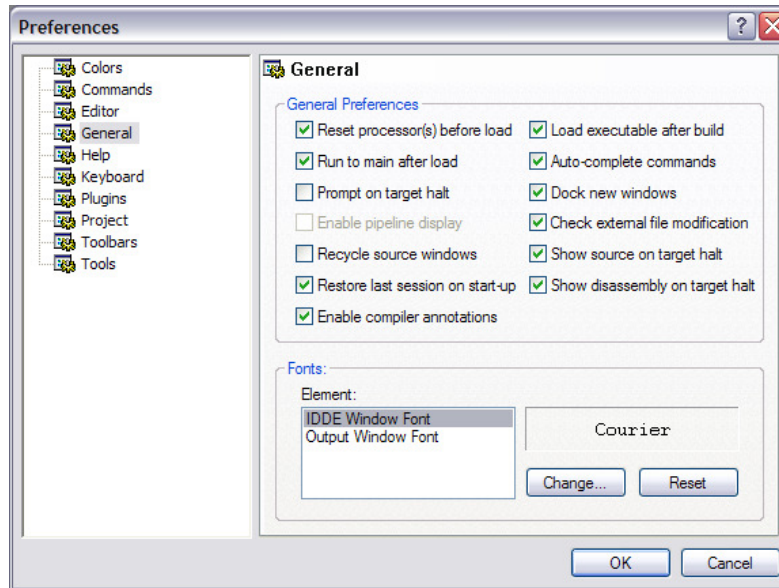 Preferences
Colors
Commands
Editor
General
Help
Keyboard
Plugins
Project
Toolbars
Tools
General
General Preferences
Reset processor(s) before load
Load executable after build
Run to main after load
Auto-complete commands
Prompt on target halt
Dock new windows
Enable pipeline display
Check external file modification
Recycle source windows
Show source on target halt
Restore last session on start-up
Show disassembly on target halt
Enable compiler annotations
Fonts:
Element:
IDDE Window Font
Output Window Font
Courier
Change...
Reset
OK
Cancel